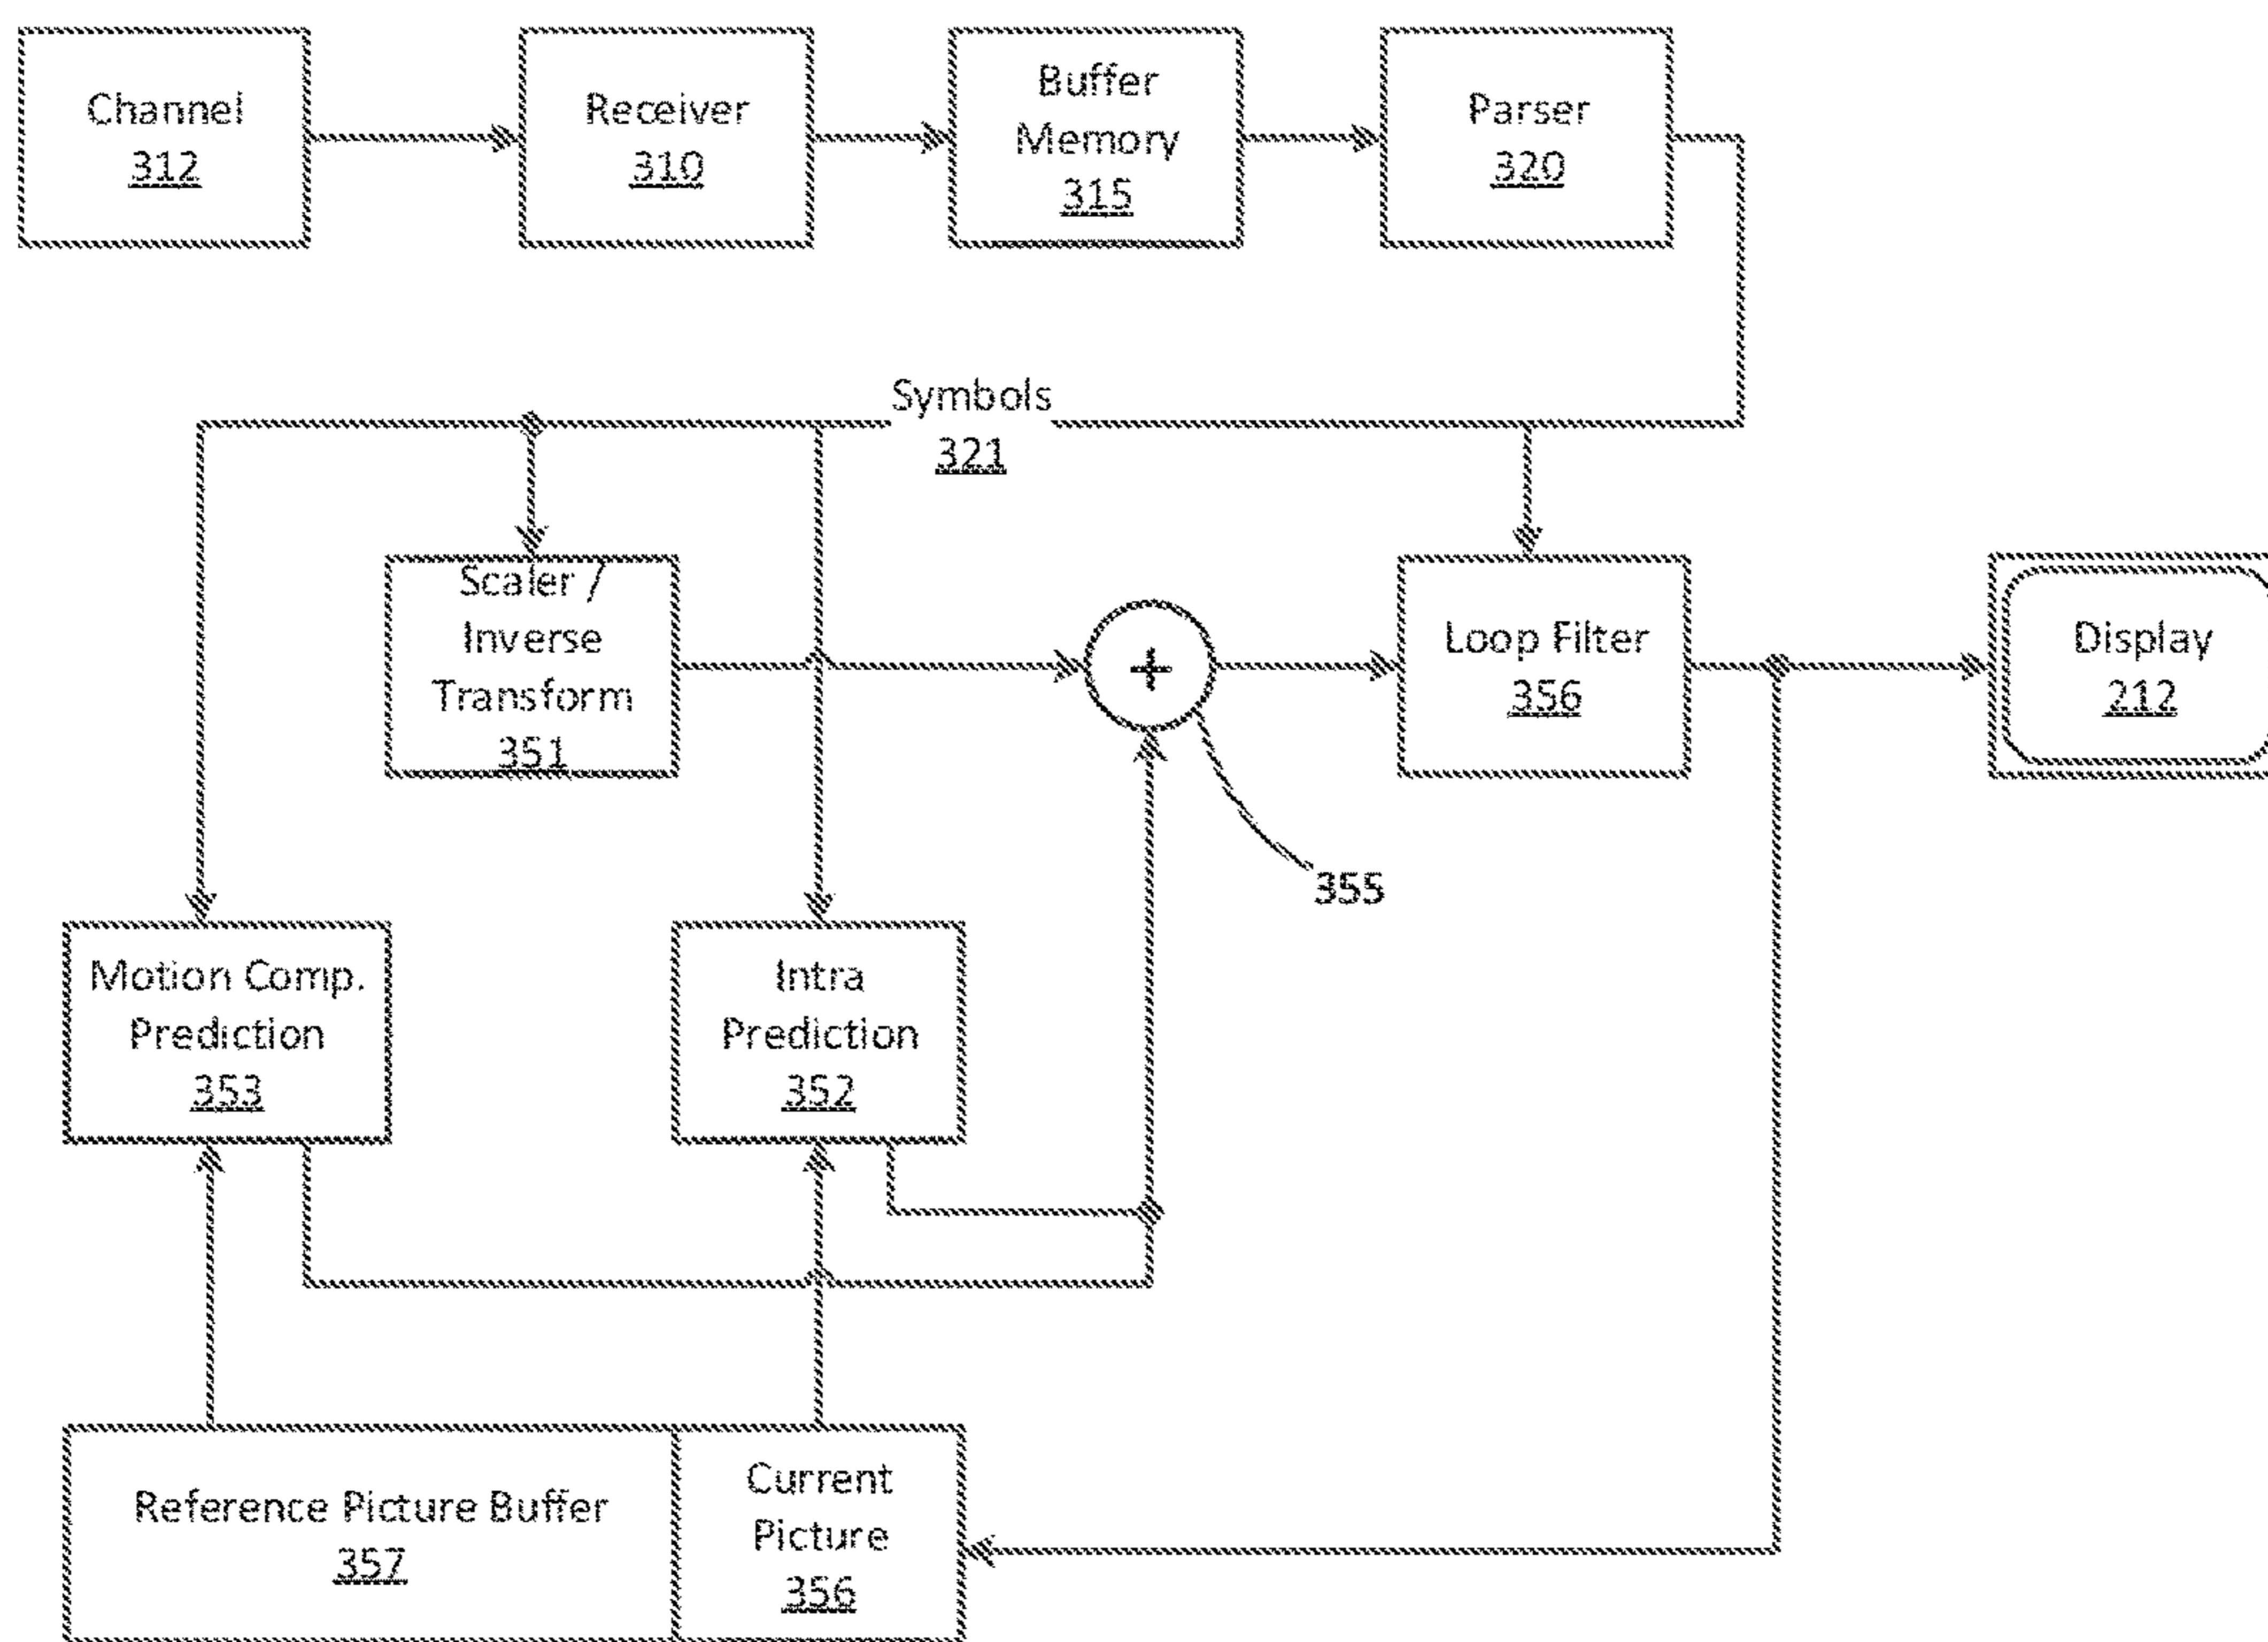 Channel
312
Receiver
310
Buffer
Memory
315
Parser
320
Symbols
321
Scaler /
Inverse
Transform
351
+
Loop Filter
356
Display
212
355
Motion Comp.
Prediction
353
Intra
Prediction
352
Reference Picture Buffer
357
Current
Picture
356